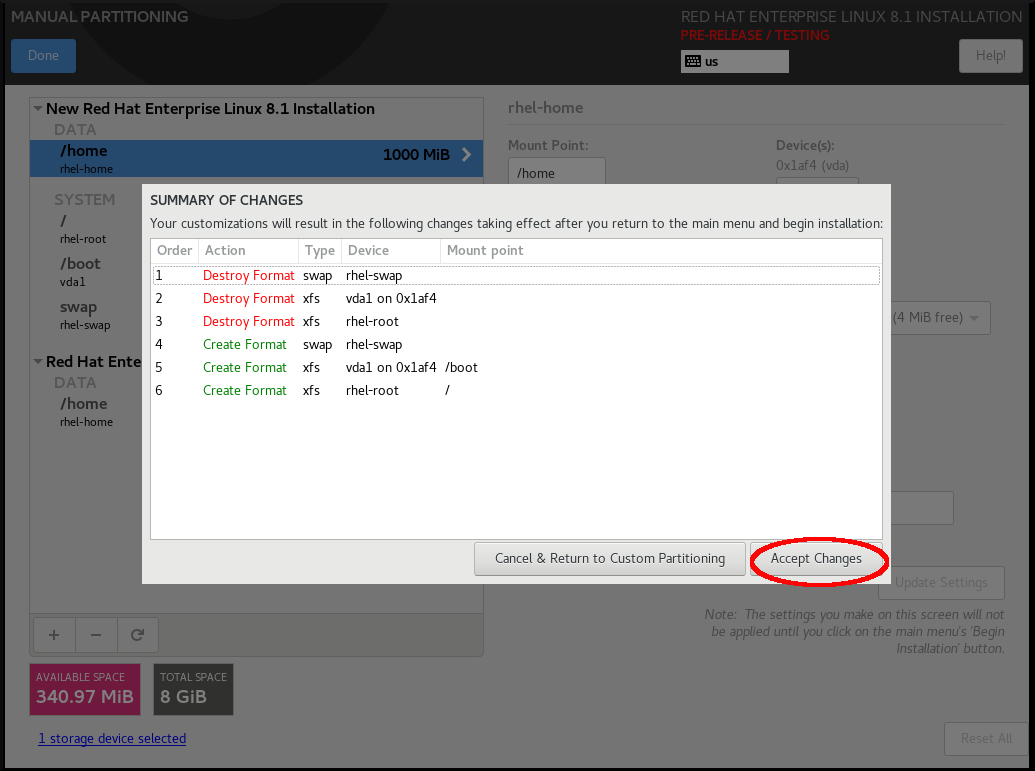 MANUAL PARTITIONING
RED HAT ENTERPRISE LINUX 8.1 INSTALLATION
PRE-RELEASE / TESTING
Done
us
Help!
New Red Hat Enterprise Linux 8.1 Installation
DATA
/home
1000 MiB
rhel-home
SYSTEM
/
rhel-root
/boot
vda1
swap
rhel-swap
Red Hat Ente
DATA
/home
rhel-home
rhel-home
Mount Point:
Device(s):
/home
0x1af4 (vda)
(4 MiB free)
SUMMARY OF CHANGES
Your customizations will result in the following changes taking effect after you return to the main menu and begin installation:
Order Action Type Device Mount point
1 Destroy Format swap rhel-swap
2 Destroy Format xfs vda1 on 0x1af4
3 Destroy Format xfs rhel-root
4 Create Format swap rhel-swap
5 Create Format xfs vda1 on 0x1af4 /boot
6 Create Format xfs rhel-root /
Cancel & Return to Custom Partitioning
Accept Changes
Update Settings
Note: The settings you make on this screen will not
be applied until you click on the main menu's 'Begin
Installation' button.
AVAILABLE SPACE
340.97 MiB
TOTAL SPACE
8 GiB
1 storage device selected
Reset All